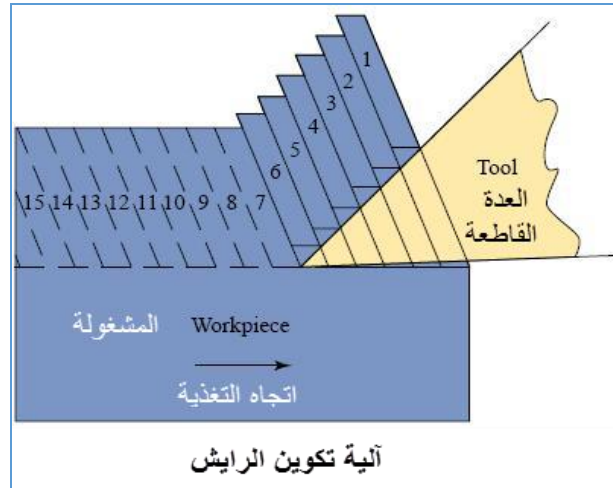 1
2
3
4
5
6
15 14 13 12 11 10 9 8 7
Tool
العدة
القاطعة
المشغولة Workpiece
اتجاه التغذية
آلية تكوين الرايش